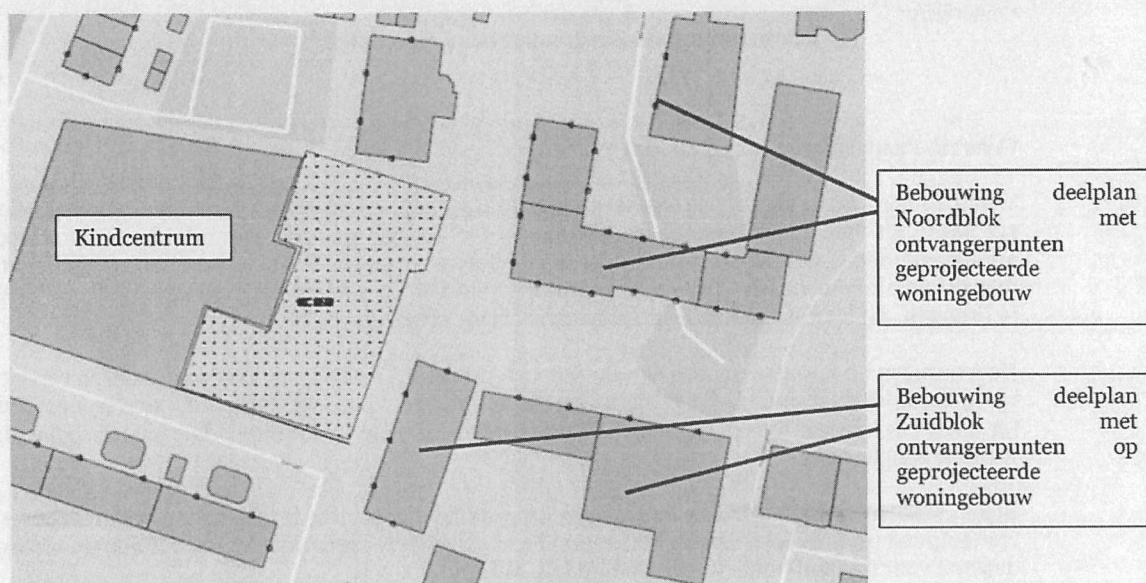 Kindcentrum
Bebouwing deelplan
Noordblok met
ontvangerpunten
geprojecteerde
woningebouw
Bebouwing deelplan
Zuidblok met
ontvangerpunten op
geprojecteerde
woningebouw